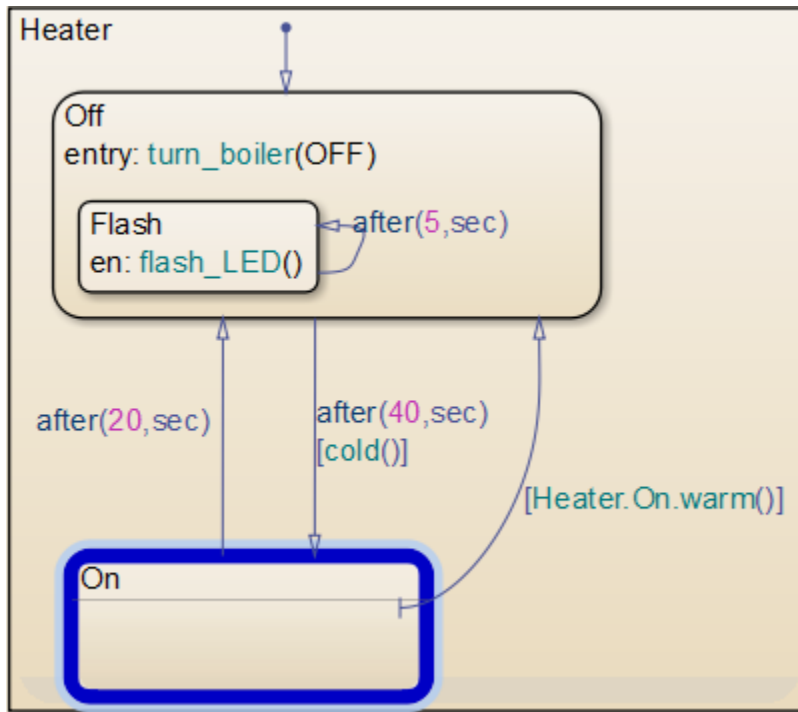 Heater
Off
entry: turn_boiler(OFF)
Flash
en: flash_LED()
after(5,sec)
after(20,sec)
after(40,sec)
[cold()]
[Heater.On.warm()]
On